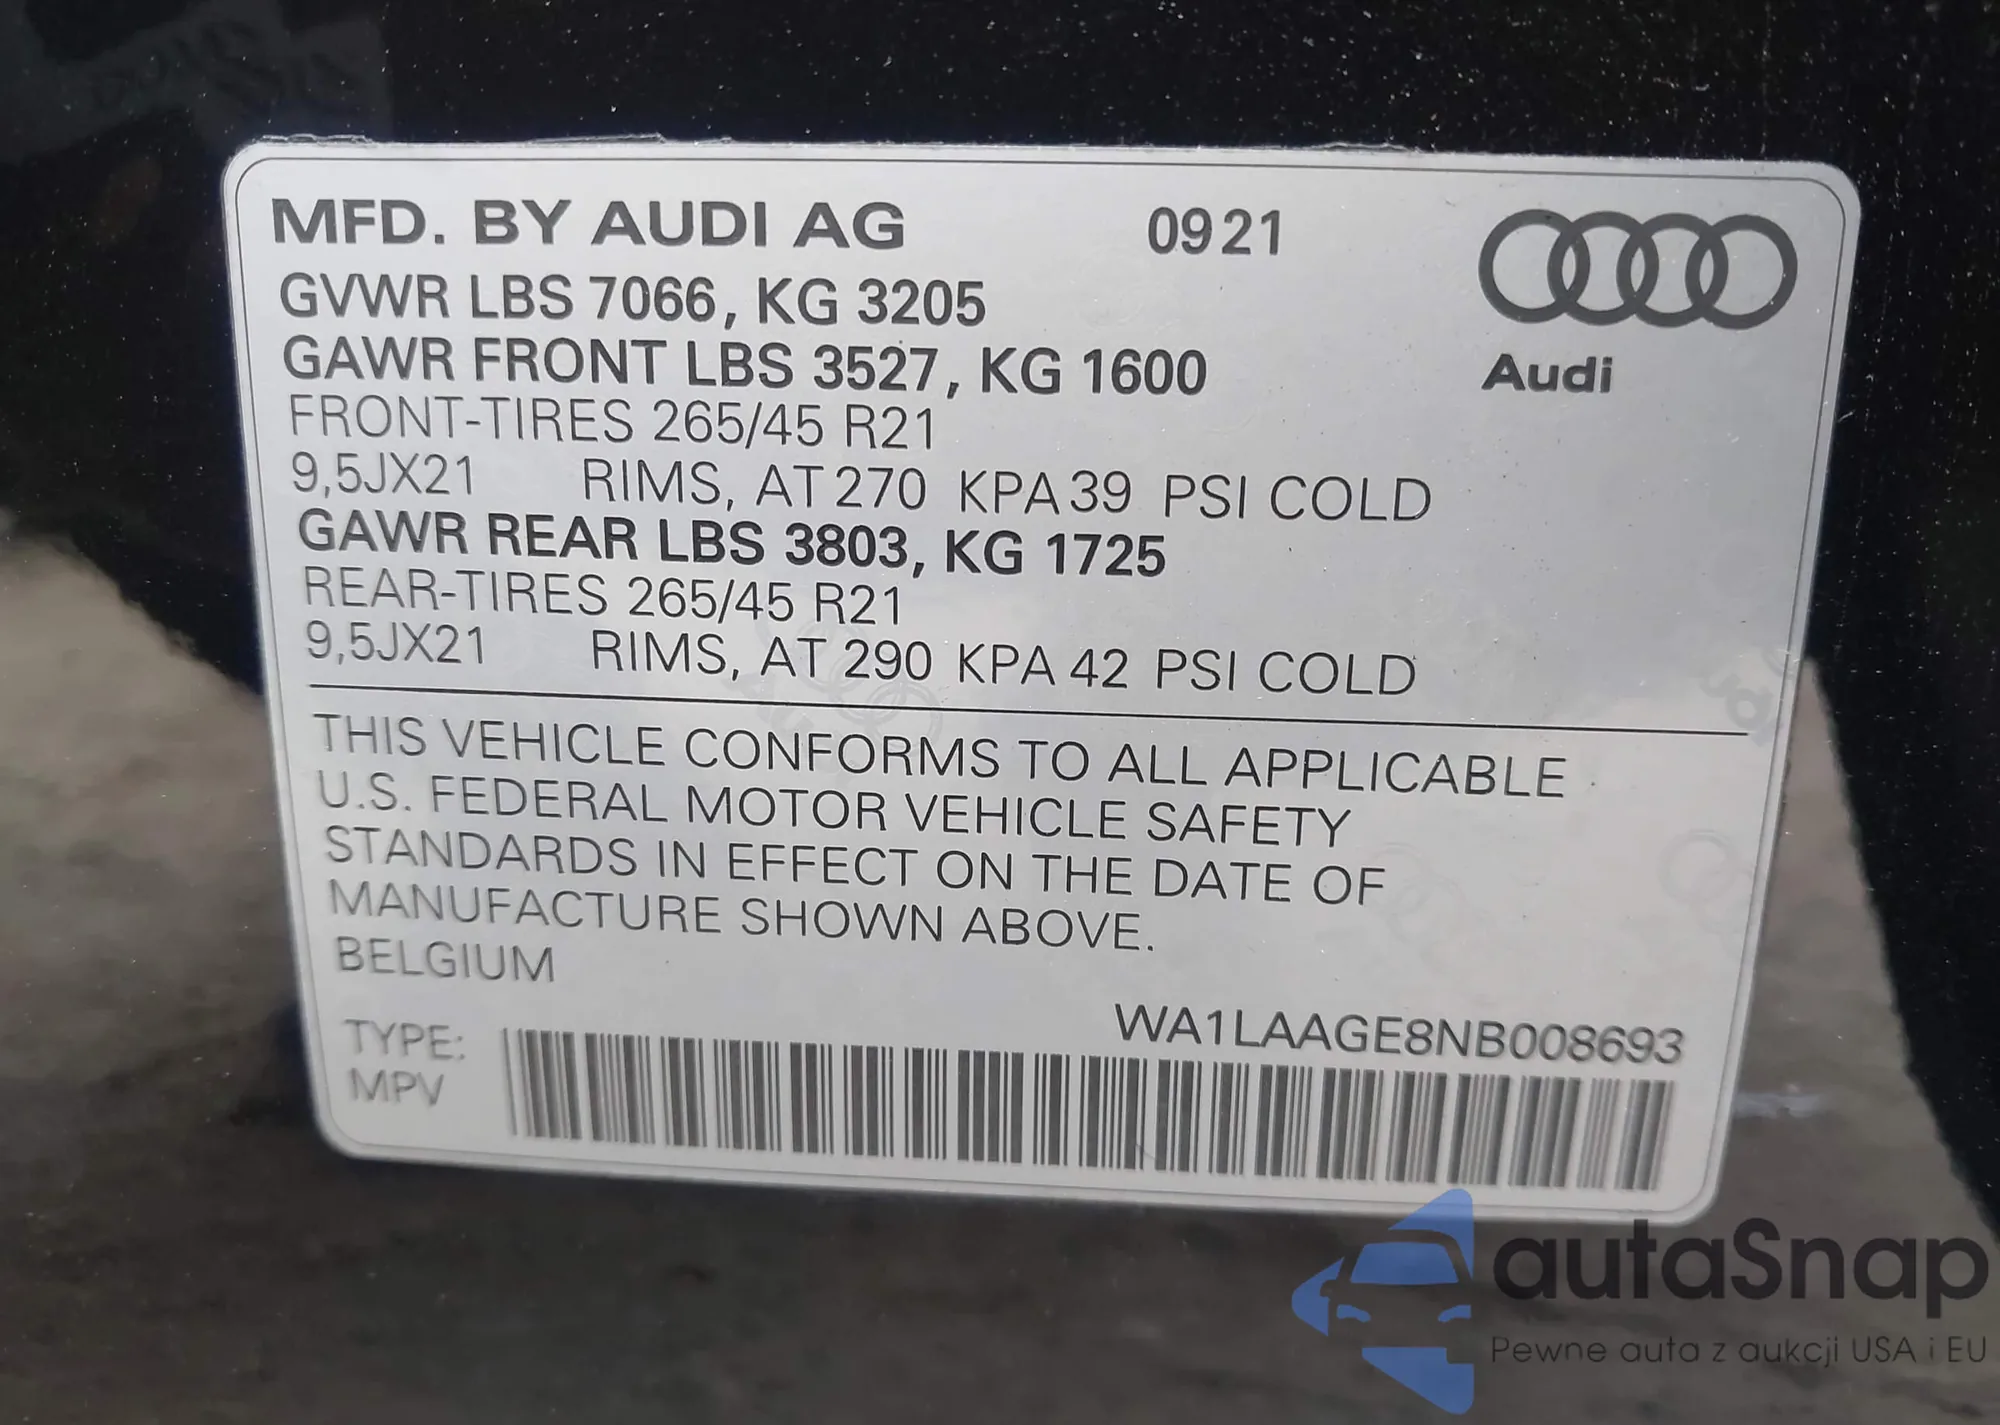 MFD. BY AUDI AG 0921
GVWR LBS 7066, KG 3205
GAWR FRONT LBS 3527, KG 1600
Audi
FRONT-TIRES 265/45 R21
9,5JX21 RIMS, AT 270 KPA 39 PSI COLD
GAWR REAR LBS 3803, KG 1725
REAR-TIRES 265/45 R21
9,5JX21 RIMS, AT 290 KPA 42 PSI COLD
THIS VEHICLE CONFORMS TO ALL APPLICABLE
U.S. FEDERAL MOTOR VEHICLE SAFETY
STANDARDS IN EFFECT ON THE DATE OF
MANUFACTURE SHOWN ABOVE.
BELGIUM
WA1LAAGE8NB008693
TYPE:
MPV
autaSnap
Pewne auta z aukcji USA i EU